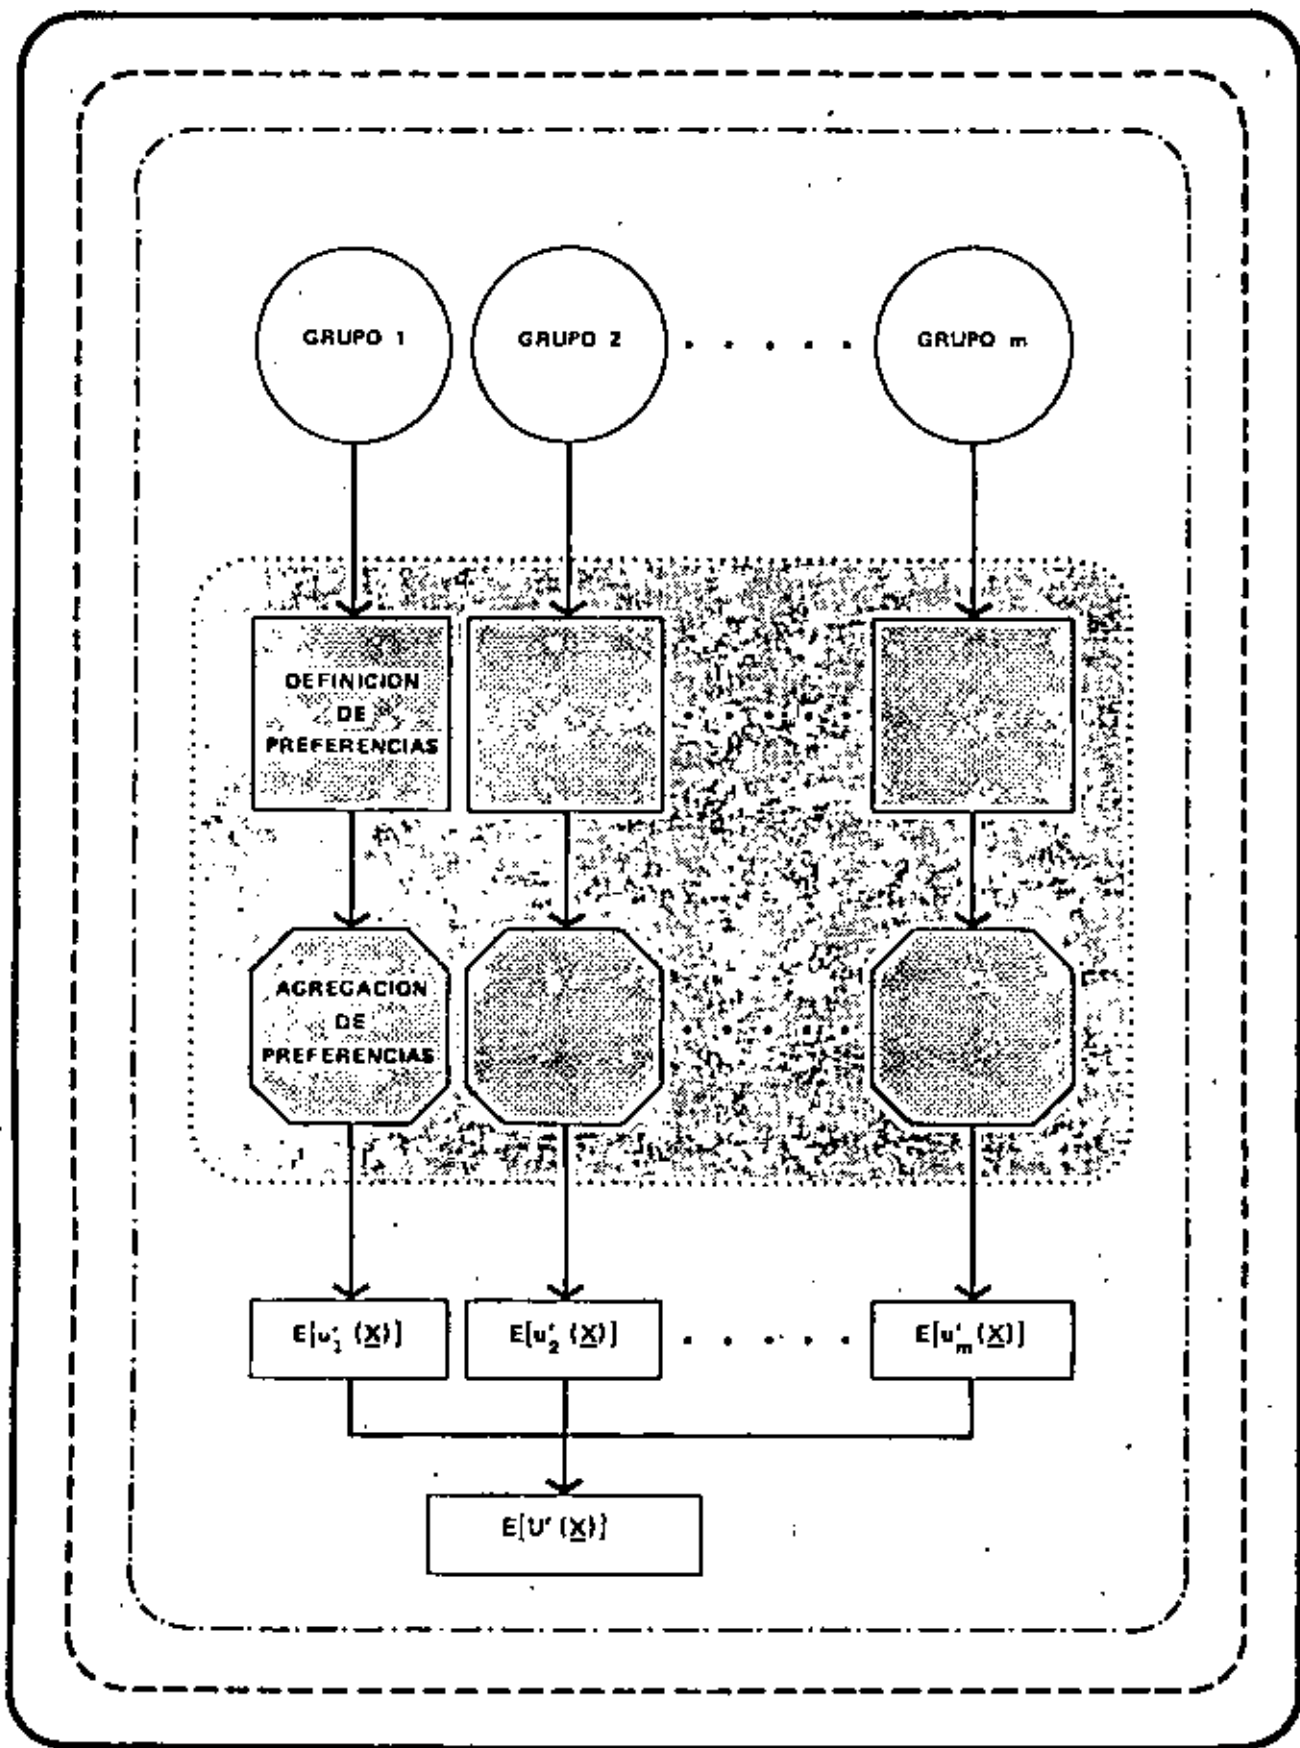 GRUPO 1
GRUPO 2
GRUPO m
DEFINICION
DE
PREFERENCIAS
AGREGACION
DE
PREFERENCIAS
E[u'₁ (X̲)]
E[u'₂ (X̲)]
E[u'ₘ (X̲)]
E[U' (X̲)]